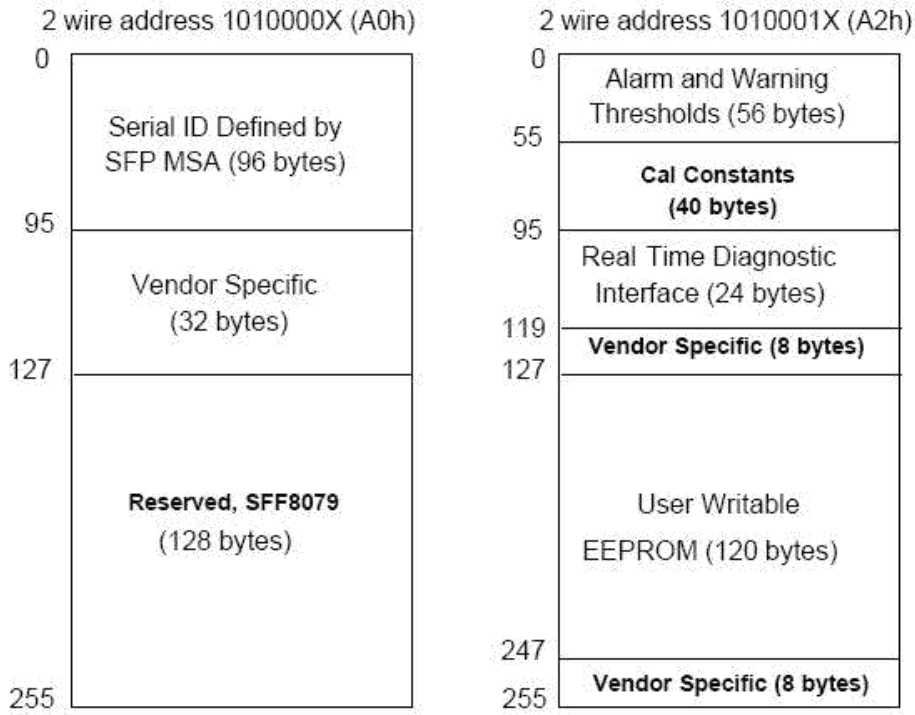 2 wire address 1010000X (A0h)
0
Serial ID Defined by
SFP MSA (96 bytes)
95
Vendor Specific
(32 bytes)
127
Reserved, SFF8079
(128 bytes)
255
2 wire address 1010001X (A2h)
0
Alarm and Warning
Thresholds (56 bytes)
55
Cal Constants
(40 bytes)
95
Real Time Diagnostic
Interface (24 bytes)
119
Vendor Specific (8 bytes)
127
User Writable
EEPROM (120 bytes)
247
Vendor Specific (8 bytes)
255